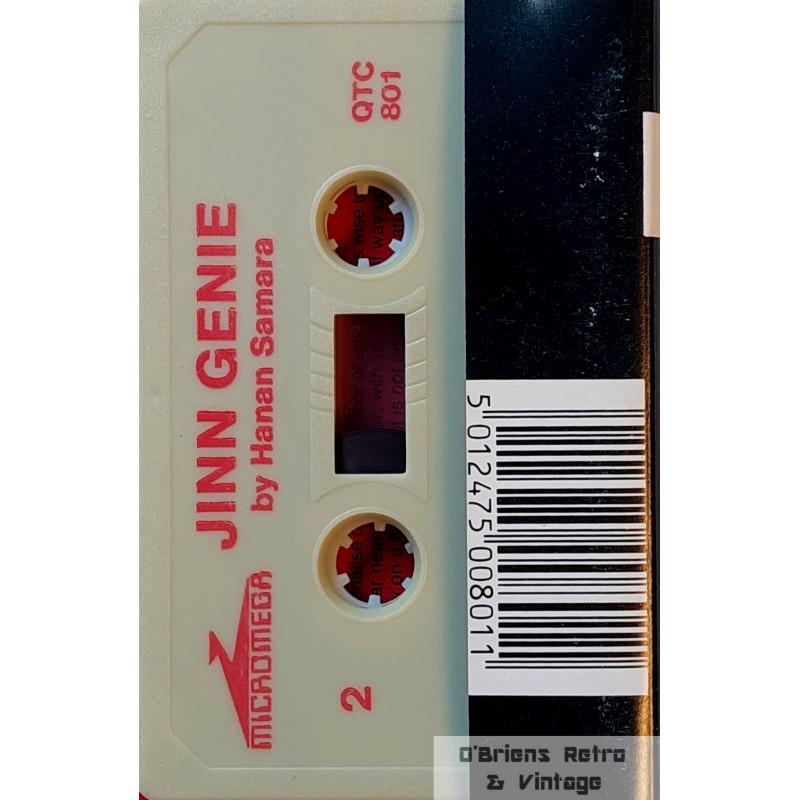 JINN GENIE
by Hanan Samara
MICROMEGA
2
QTC
801
5 012475 008011
O'Briens Retro
& Vintage